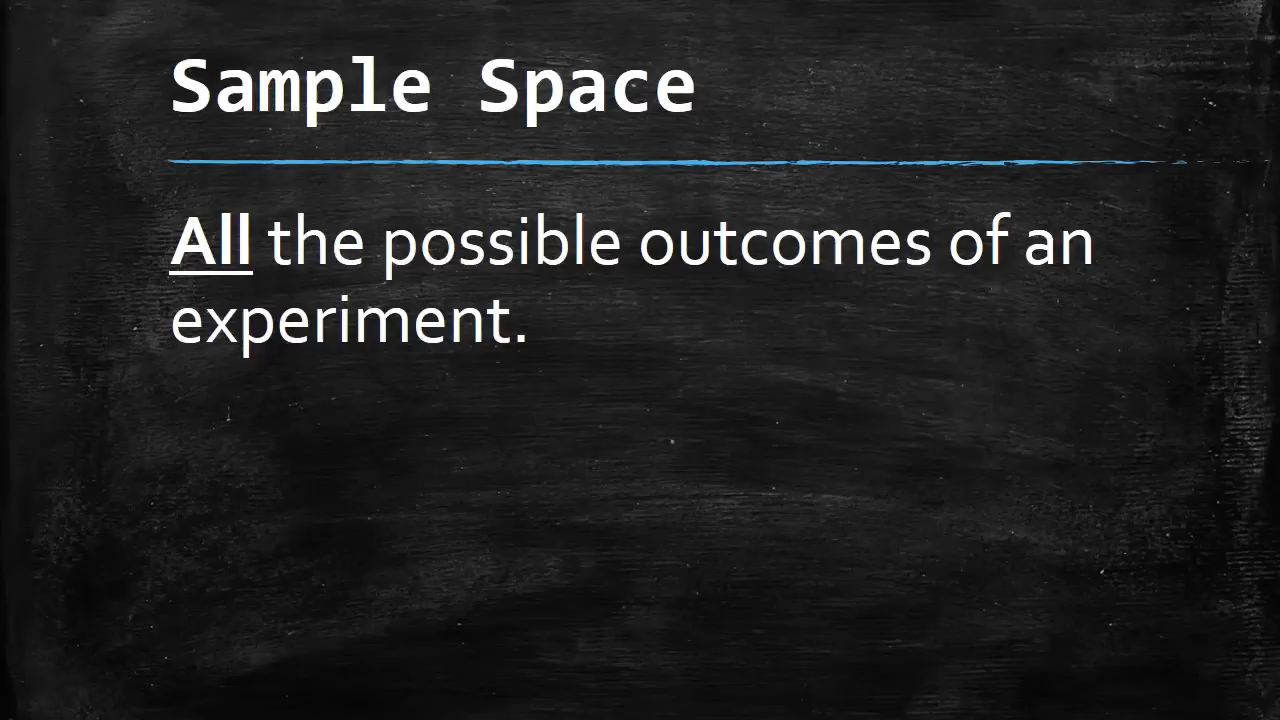 Sample Space
All the possible outcomes of an
experiment.